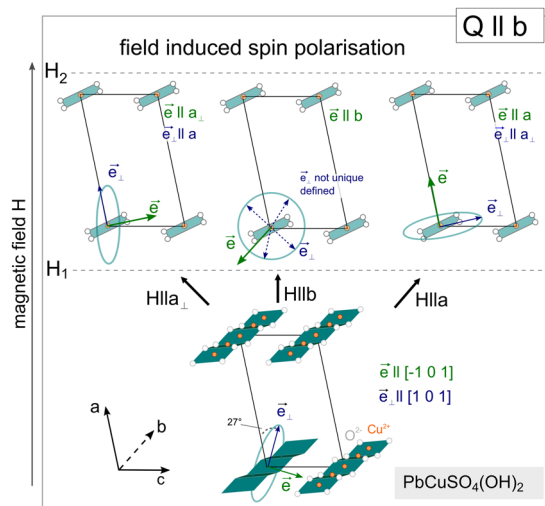 Q ll b
field induced spin polarisation
H₂
e ll a⊥
e⊥ll a
e ll b
e ll a
e⊥ll a⊥
e⊥
e
e⊥ not unique
defined
e
e⊥
e
e⊥
H₁
magnetic field H
Hlla⊥
Hllb
Hlla
e ll [-1 0 1]
e⊥ll [1 0 1]
27°
e⊥
e
O²⁻ Cu²⁺
a
b
c
PbCuSO₄(OH)₂